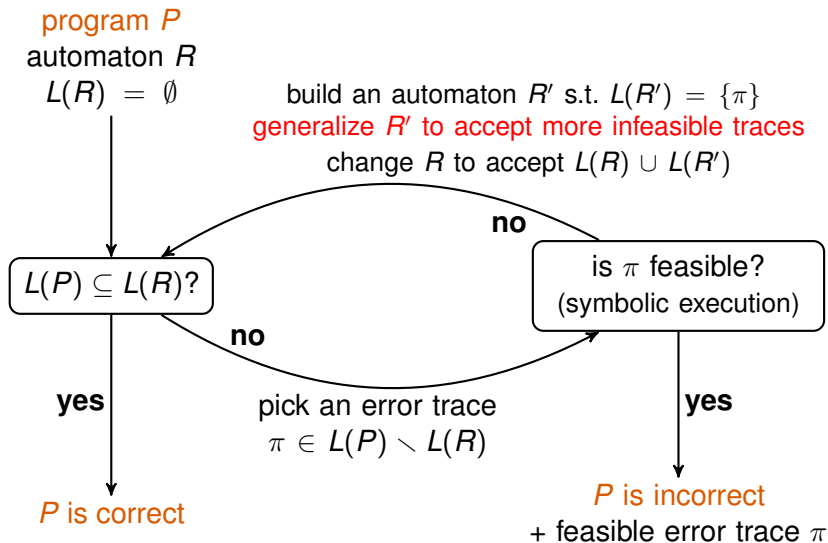 program P
automaton R
L(R) = ∅
build an automaton R′ s.t. L(R′) = {π}
generalize R′ to accept more infeasible traces
change R to accept L(R) ∪ L(R′)
no
L(P) ⊆ L(R)?
is π feasible?
(symbolic execution)
no
yes
pick an error trace
π ∈ L(P) ∖ L(R)
yes
P is correct
P is incorrect
+ feasible error trace π